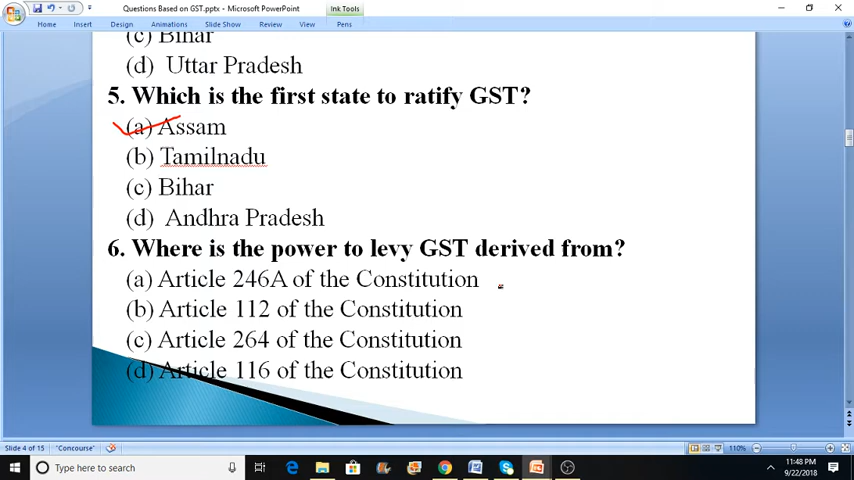 Questions Based on GST.pptx - Microsoft PowerPoint
Ink Tools
Home Insert Design Animations Slide Show Review View Pens
(c) Bihar
(d) Uttar Pradesh
5. Which is the first state to ratify GST?
(a) Assam
(b) Tamilnadu
(c) Bihar
(d) Andhra Pradesh
6. Where is the power to levy GST derived from?
(a) Article 246A of the Constitution
(b) Article 112 of the Constitution
(c) Article 264 of the Constitution
(d) Article 116 of the Constitution
Slide 4 of 15 "Concourse" 110%
Type here to search
11:48 PM
9/22/2018